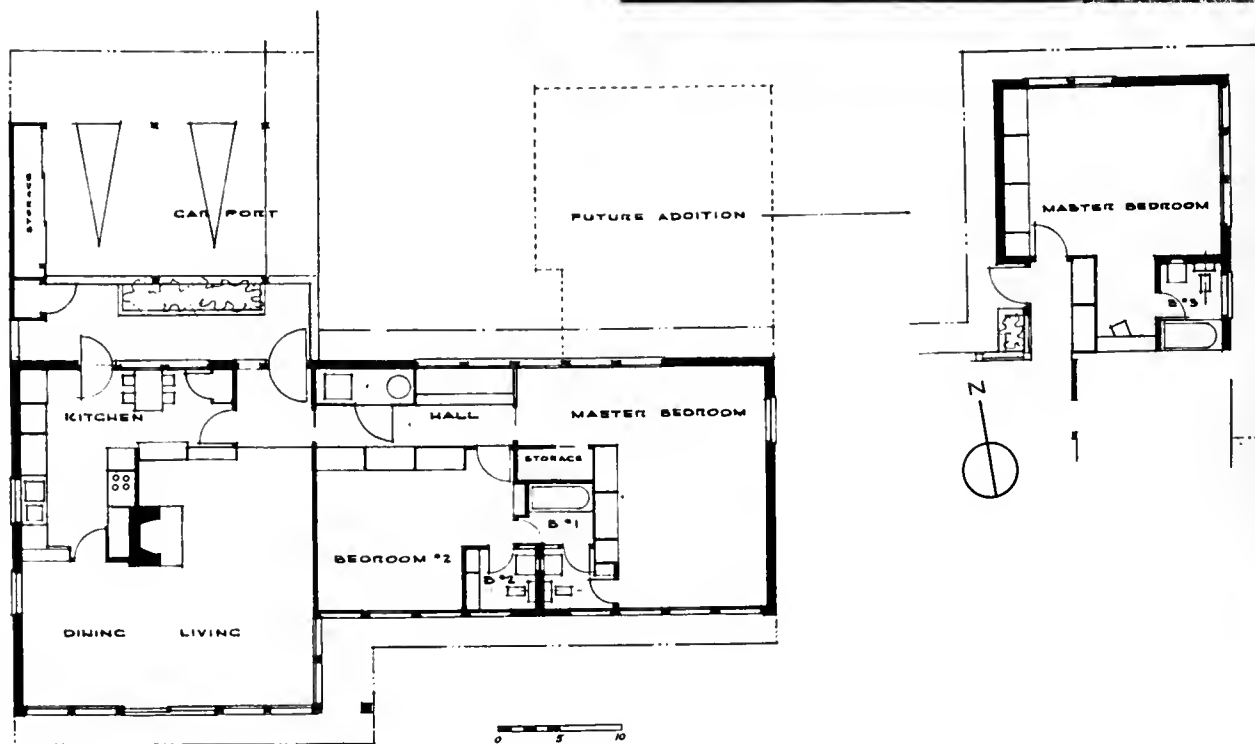 STORAGE
CAR PORT
FUTURE ADDITION
MASTER BEDROOM
B #3
N
KITCHEN
HALL
MASTER BEDROOM
STORAGE
B #1
BEDROOM #2
B #2
DINING LIVING
0 5 10